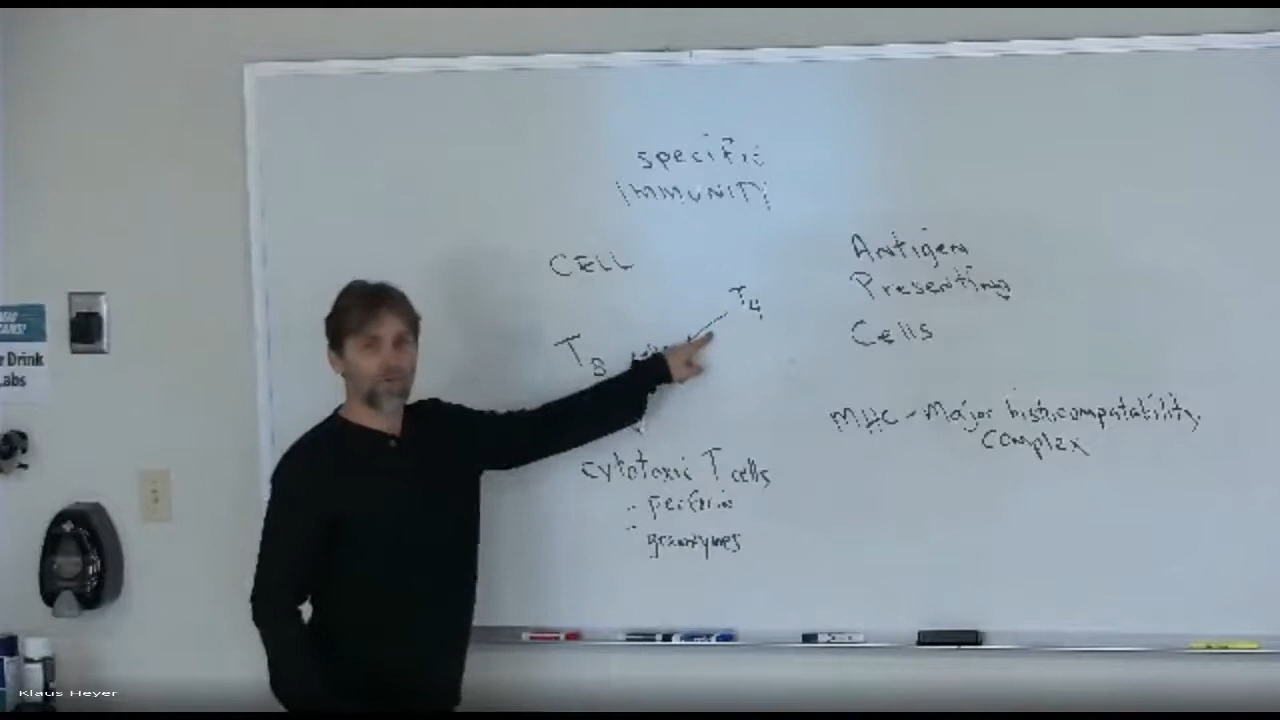 specific
IMMUNITY
CELL
Antigen
Presenting
Cells
T4
T8
MHC - Major histocompatability
complex
cytotoxic T cells
perforin
granzymes
r Drink
Labs
Klaus Heyer